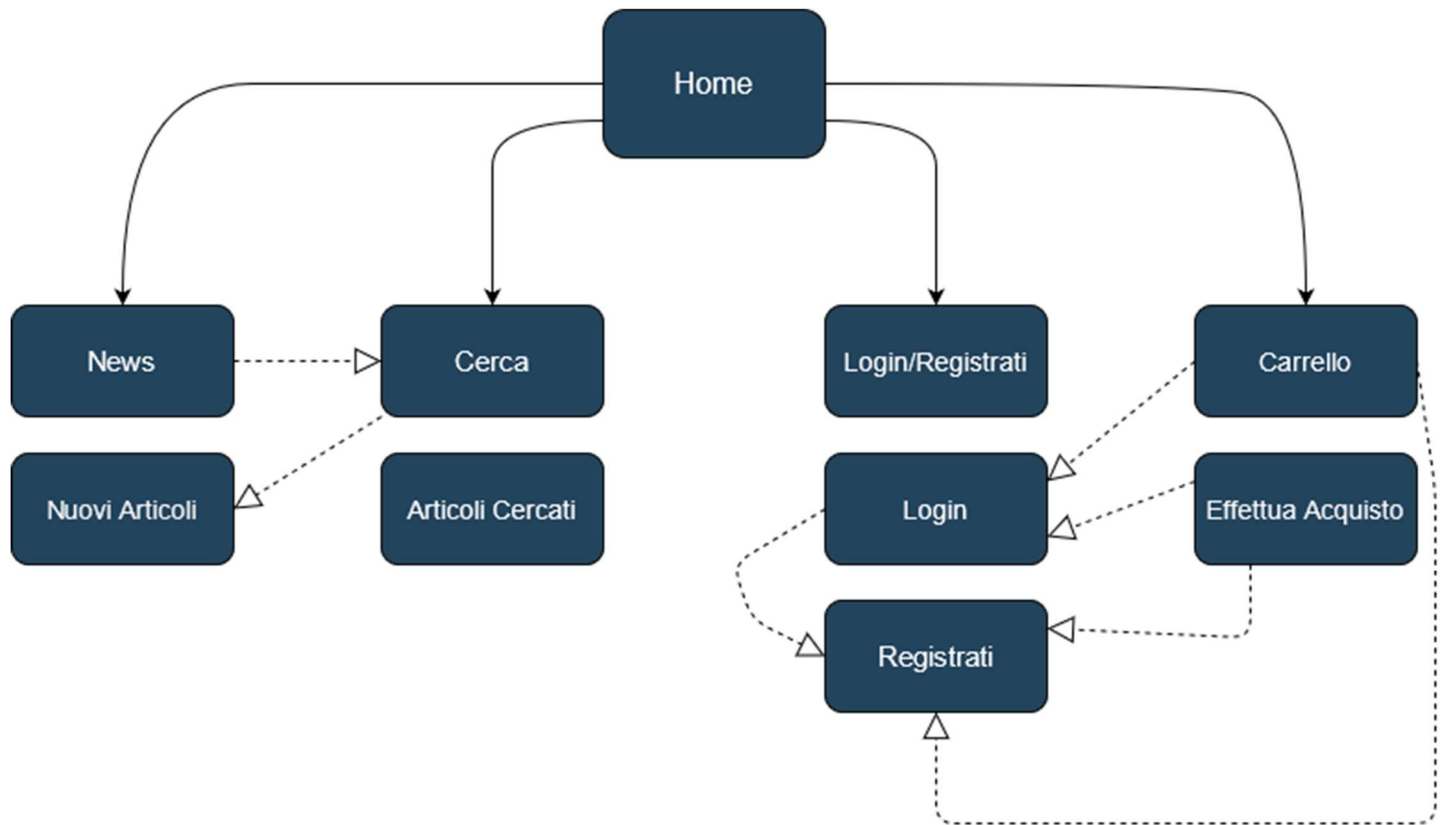 Home
News
Cerca
Login/Registrati
Carrello
Nuovi Articoli
Articoli Cercati
Login
Effettua Acquisto
Registrati